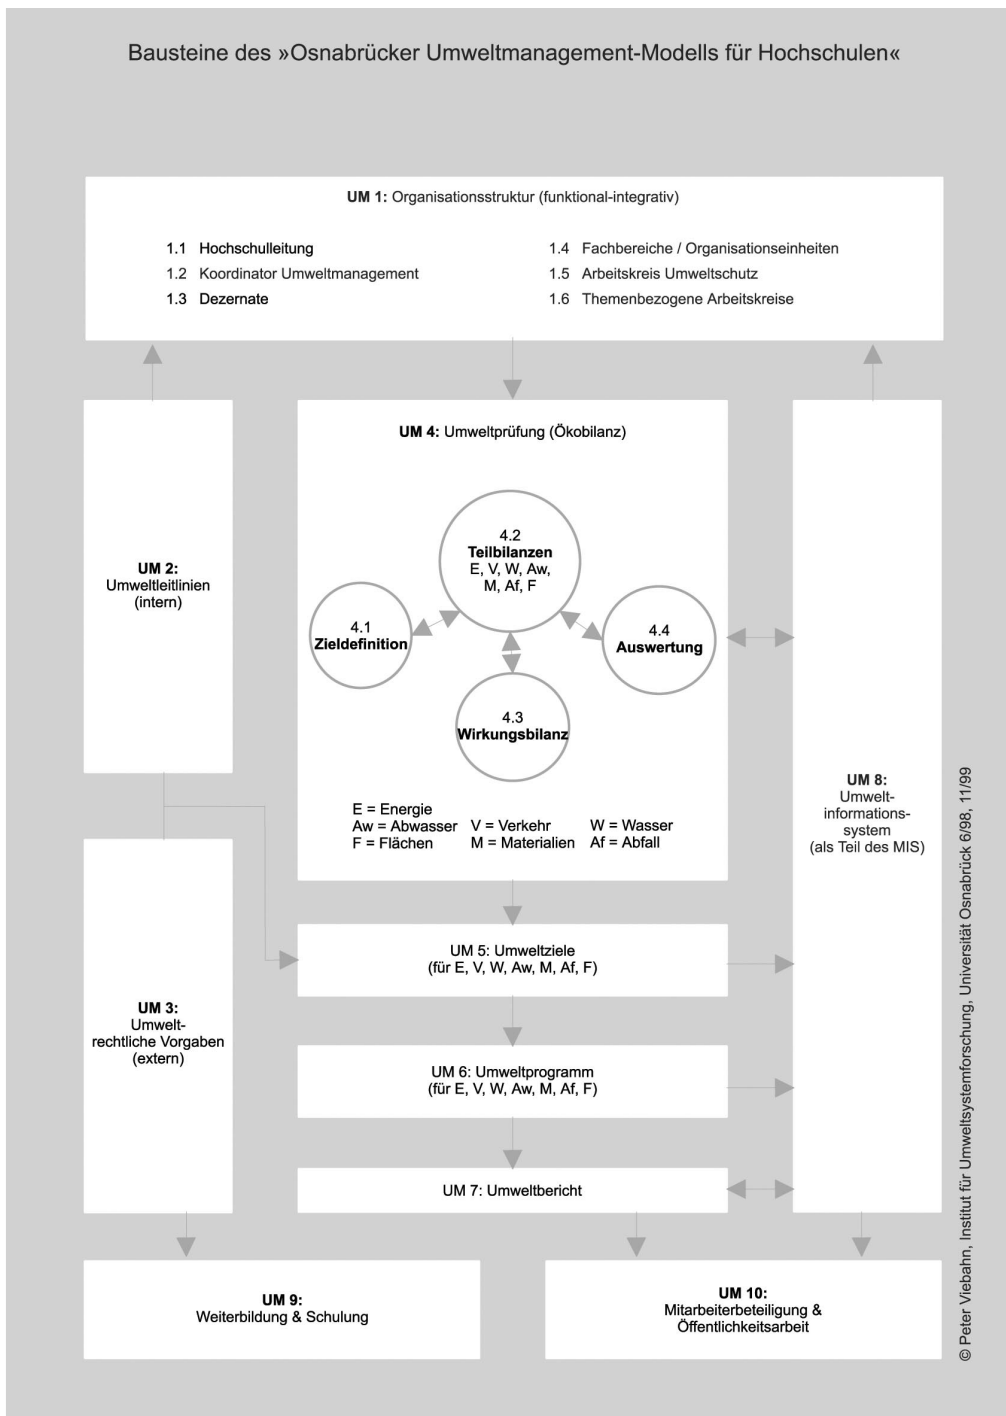 Bausteine des »Osnabrücker Umweltmanagement-Modells für Hochschulen«
UM 1: Organisationsstruktur (funktional-integrativ)
1.1 Hochschulleitung
1.2 Koordinator Umweltmanagement
1.3 Dezernate
1.4 Fachbereiche / Organisationseinheiten
1.5 Arbeitskreis Umweltschutz
1.6 Themenbezogene Arbeitskreise
UM 2:
Umweltleitlinien
(intern)
UM 3:
Umwelt-
rechtliche Vorgaben
(extern)
UM 4: Umweltprüfung (Ökobilanz)
4.1
Zieldefinition
4.2
Teilbilanzen
E, V, W, Aw,
M, Af, F
4.3
Wirkungsbilanz
4.4
Auswertung
E = Energie
Aw = Abwasser V = Verkehr W = Wasser
F = Flächen M = Materialien Af = Abfall
UM 5: Umweltziele
(für E, V, W, Aw, M, Af, F)
UM 6: Umweltprogramm
(für E, V, W, Aw, M, Af, F)
UM 7: Umweltbericht
UM 8:
Umwelt-
informations-
system
(als Teil des MIS)
UM 9:
Weiterbildung & Schulung
UM 10:
Mitarbeiterbeteiligung &
Öffentlichkeitsarbeit
© Peter Viebahn, Institut für Umweltsystemforschung, Universität Osnabrück 6/98, 11/99